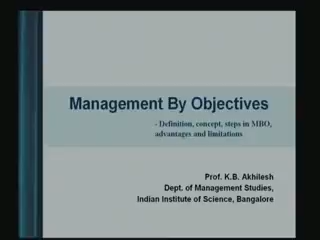 Management By Objectives
- Definition, concept, steps in MBO,
advantages and limitations
Prof. K.B. Akhilesh
Dept. of Management Studies,
Indian Institute of Science, Bangalore